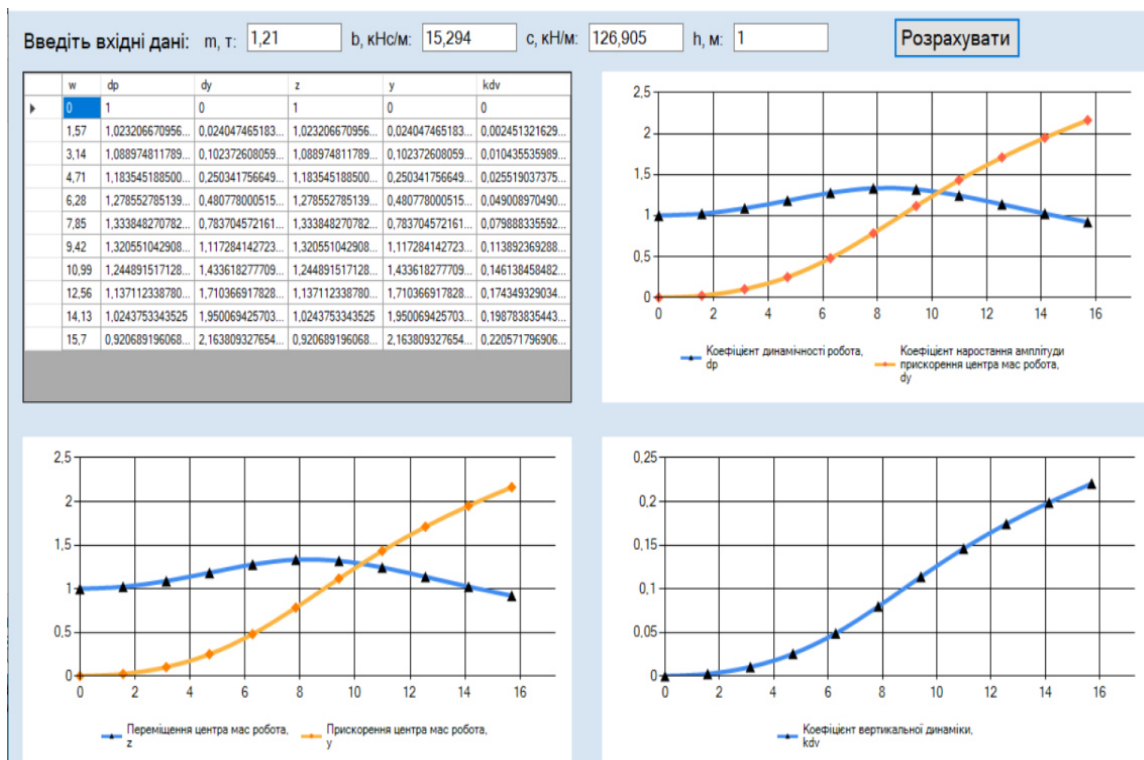 Введіть вхідні дані: m, т: 1,21 b, кНс/м: 15,294 c, кН/м: 126,905 h, м: 1 Розрахувати
w dp dy z y kdv
0 1 0 1 0 0
1,57 1,023206670956... 0,024047465183... 1,023206670956... 0,024047465183... 0,002451321629...
3,14 1,088974811789... 0,102372608059... 1,088974811789... 0,102372608059... 0,010435535989...
4,71 1,183545188500... 0,250341756649... 1,183545188500... 0,250341756649... 0,025519037375...
6,28 1,278552785139... 0,480778000515... 1,278552785139... 0,480778000515... 0,049008970490...
7,85 1,333848270782... 0,783704572161... 1,333848270782... 0,783704572161... 0,079888335592...
9,42 1,320551042908... 1,117284142723... 1,320551042908... 1,117284142723... 0,113892369288...
10,99 1,244891517128... 1,433618277709... 1,244891517128... 1,433618277709... 0,146138458482...
12,56 1,137112338780... 1,710366917828... 1,137112338780... 1,710366917828... 0,174349329034...
14,13 1,0243753343525 1,950069425703... 1,0243753343525 1,950069425703... 0,198783835443...
15,7 0,920689196068... 2,163809327654... 0,920689196068... 2,163809327654... 0,220571796906...
2,5
2
1,5
1
0,5
0
0 2 4 6 8 10 12 14 16
Коефіцієнт динамічності робота,
dp
Коефіцієнт наростання амплітуди
прискорення центра мас робота,
dy
2,5
2
1,5
1
0,5
0
0 2 4 6 8 10 12 14 16
Переміщення центра мас робота,
z
Прискорення центра мас робота,
y
0,25
0,2
0,15
0,1
0,05
0
0 2 4 6 8 10 12 14 16
Коефіцієнт вертикальної динаміки,
kdv